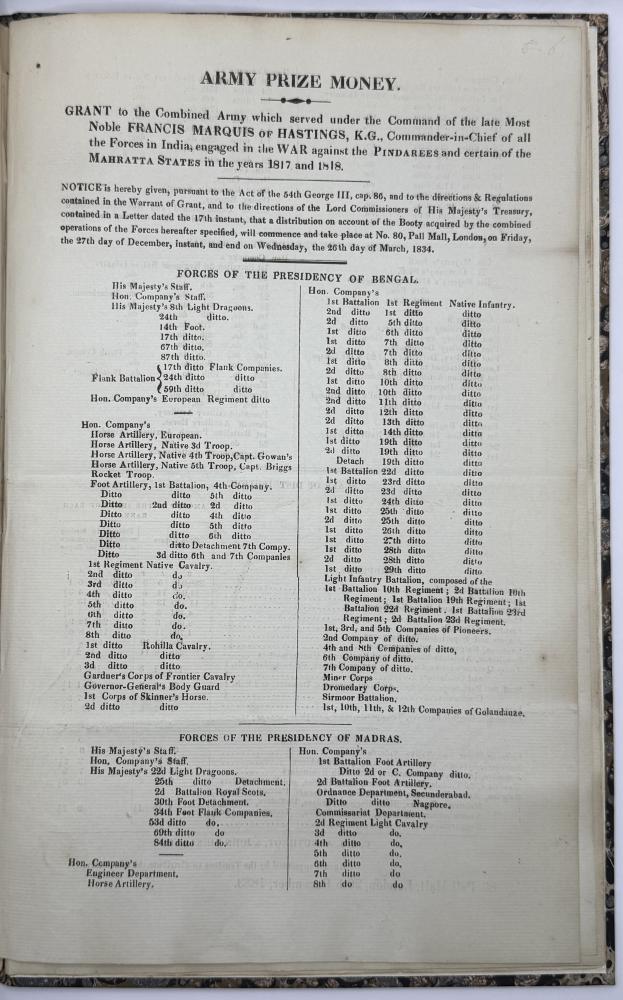 ARMY PRIZE MONEY.
GRANT to the Combined Army which served under the Command of the late Most
Noble FRANCIS MARQUIS OF HASTINGS, K.G., Commander-in-Chief of all
the Forces in India, engaged in the WAR against the PINDAREES and certain of the
MAHRATTA STATES in the years 1817 and 1818.
NOTICE is hereby given, pursuant to the Act of the 54th George III, cap. 86, and to the directions & Regulations
contained in the Warrant of Grant, and to the directions of the Lord Commissioners of His Majesty's Treasury,
contained in a Letter dated the 17th instant, that a distribution on account of the Booty acquired by the combined
operations of the Forces hereafter specified, will commence and take place at No. 80, Pall Mall, London, on Friday,
the 27th day of December, instant, and end on Wednesday, the 26th day of March, 1834.
FORCES OF THE PRESIDENCY OF BENGAL.
His Majesty's Staff.
Hon. Company's Staff.
His Majesty's 8th Light Dragoons.
24th ditto.
14th Foot.
17th ditto.
67th ditto.
87th ditto.
Flank Battalion { 17th ditto Flank Companies.
24th ditto ditto
59th ditto ditto
Hon. Company's European Regiment ditto
Hon. Company's
Horse Artillery, European.
Horse Artillery, Native 3d Troop.
Horse Artillery, Native 4th Troop, Capt. Gowan's
Horse Artillery, Native 5th Troop, Capt. Briggs
Rocket Troop.
Foot Artillery, 1st Battalion, 4th Company.
Ditto ditto 5th ditto
Ditto 2nd ditto 2d ditto
Ditto ditto 4th ditto
Ditto ditto 5th ditto
Ditto ditto 6th ditto
Ditto ditto Detachment 7th Compy.
Ditto 3d ditto 6th and 7th Companies
1st Regiment Native Cavalry.
2nd ditto do
3rd ditto do
4th ditto do.
5th ditto do.
6th ditto do.
7th ditto do.
8th ditto do,
1st ditto Rohilla Cavalry.
2nd ditto ditto
3d ditto ditto
Gardner's Corps of Frontier Cavalry
Governor-General's Body Guard
1st Corps of Skinner's Horse.
2d ditto ditto
Hon. Company's
1st Battalion 1st Regiment Native Infantry.
2nd ditto 1st ditto ditto
2d ditto 5th ditto ditto
1st ditto 6th ditto ditto
1st ditto 7th ditto ditto
2d ditto 7th ditto ditto
1st ditto 8th ditto ditto
2d ditto 8th ditto ditto
1st ditto 10th ditto ditto
2nd ditto 10th ditto ditto
2nd ditto 11th ditto ditto
2d ditto 12th ditto ditto
2d ditto 13th ditto ditto
1st ditto 14th ditto ditto
1st ditto 19th ditto ditto
2d ditto 19th ditto ditto
Detach 19th ditto ditto
1st Battalion 22d ditto ditto
1st ditto 23rd ditto ditto
2d ditto 23d ditto ditto
1st ditto 24th ditto ditto
1st ditto 25th ditto ditto
2d ditto 25th ditto ditto
1st ditto 26th ditto ditto
1st ditto 27th ditto ditto
1st ditto 28th ditto ditto
2d ditto 28th ditto ditto
1st ditto 29th ditto ditto
Light Infantry Battalion, composed of the
1st Battalion 10th Regiment; 2d Battalion 10th
Regiment; 1st Battalion 19th Regiment; 1st
Battalion 22d Regiment. 1st Battalion 23rd
Regiment; 2d Battalion 23d Regiment.
1st, 3rd, and 5th Companies of Pioneers.
2nd Company of ditto.
4th and 8th Companies of ditto,
6th Company of ditto.
7th Company of ditto.
Miner Corps
Dromedary Corps.
Sirmoor Battalion.
1st, 10th, 11th, & 12th Companies of Golandauze.
FORCES OF THE PRESIDENCY OF MADRAS.
His Majesty's Staff.
Hon, Company's Staff.
His Majesty's 22d Light Dragoons.
25th ditto Detachment.
2d Battalion Royal Scots.
30th Foot Detachment.
34th Foot Flank Companies.
53d ditto do.
69th ditto do
84th ditto do.
Hon. Company's
Engineer Department.
Horse Artillery.
Hon. Company's
1st Battalion Foot Artillery
Ditto 2d or C. Company ditto.
2d Battalion Foot Artillery.
Ordnance Department, Secunderabad.
Ditto ditto Nagpore.
Commissariat Department.
2d Regiment Light Cavalry
3d ditto do.
4th ditto do.
5th ditto do.
6th ditto do.
7th ditto do
8th do do